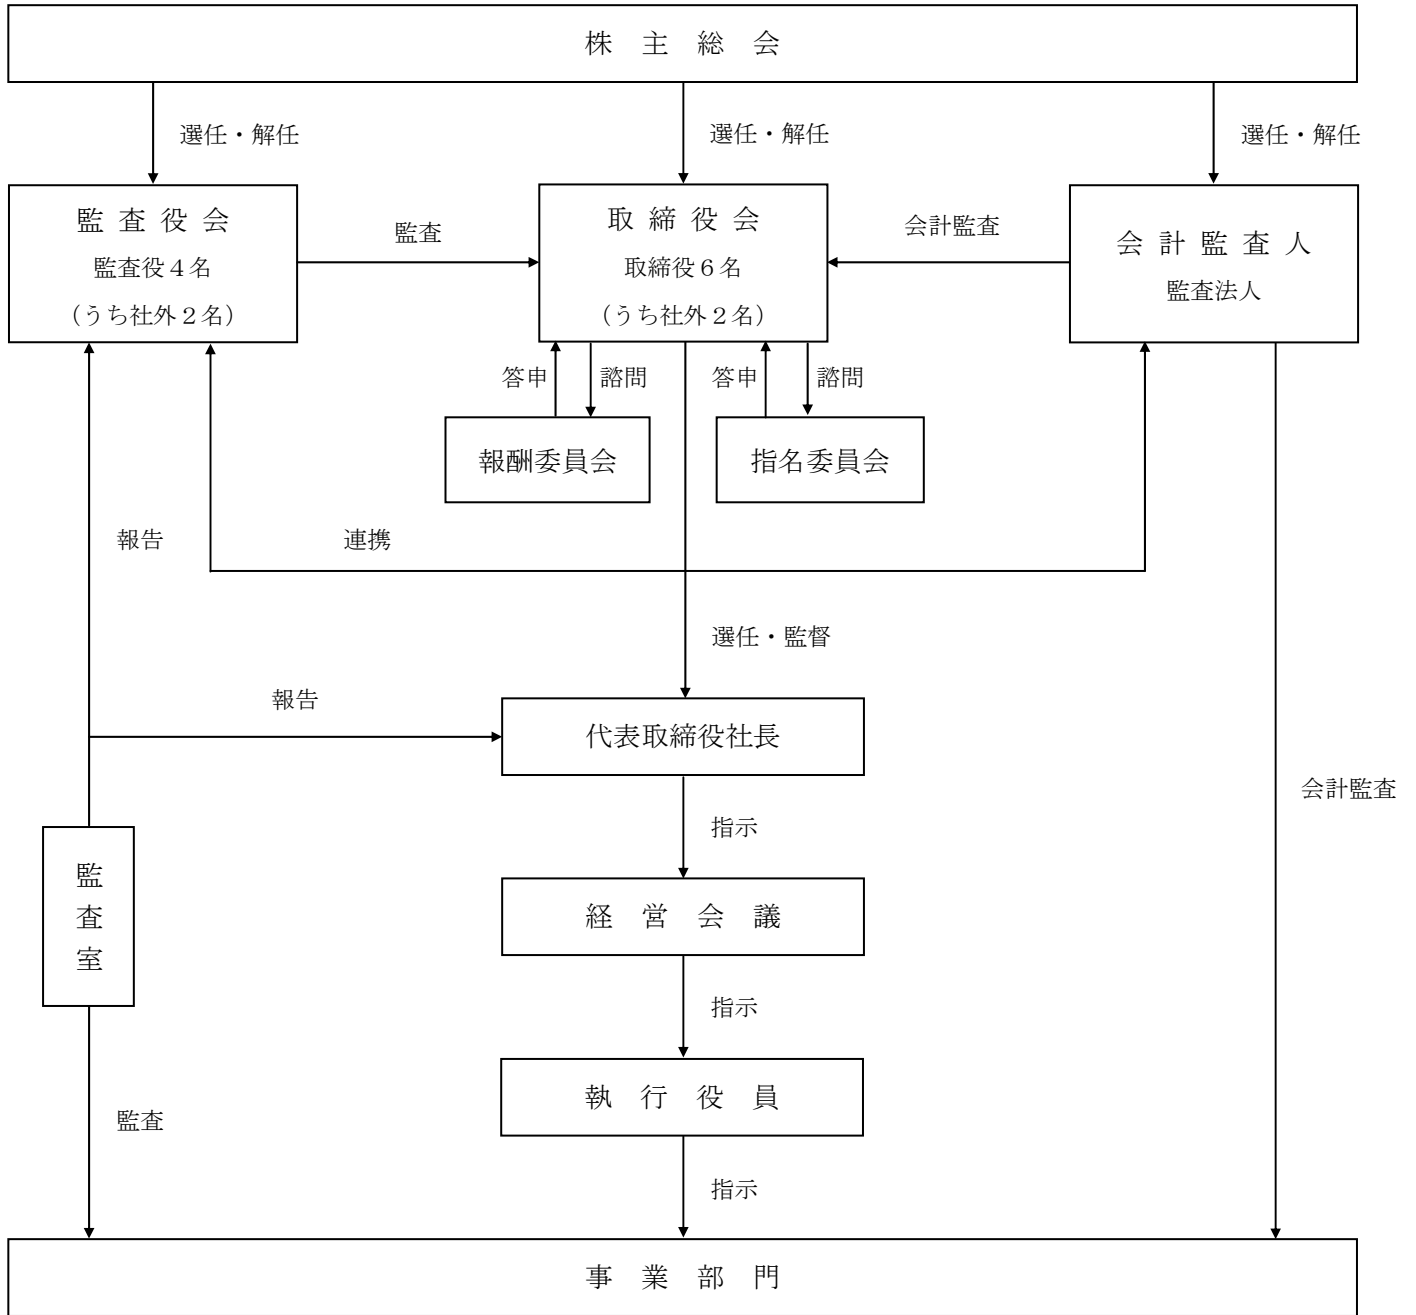 株　主　総　会
選任・解任
選任・解任
選任・解任
監 査 役 会
監査役４名
（うち社外２名）
監査
取 締 役 会
取締役６名
（うち社外２名）
会計監査
会 計 監 査 人
監査法人
答申
諮問
答申
諮問
報酬委員会
指名委員会
報告
連携
選任・監督
報告
代表取締役社長
会計監査
指示
監
査
室
経　営　会　議
指示
執　行　役　員
監査
指示
事　業　部　門